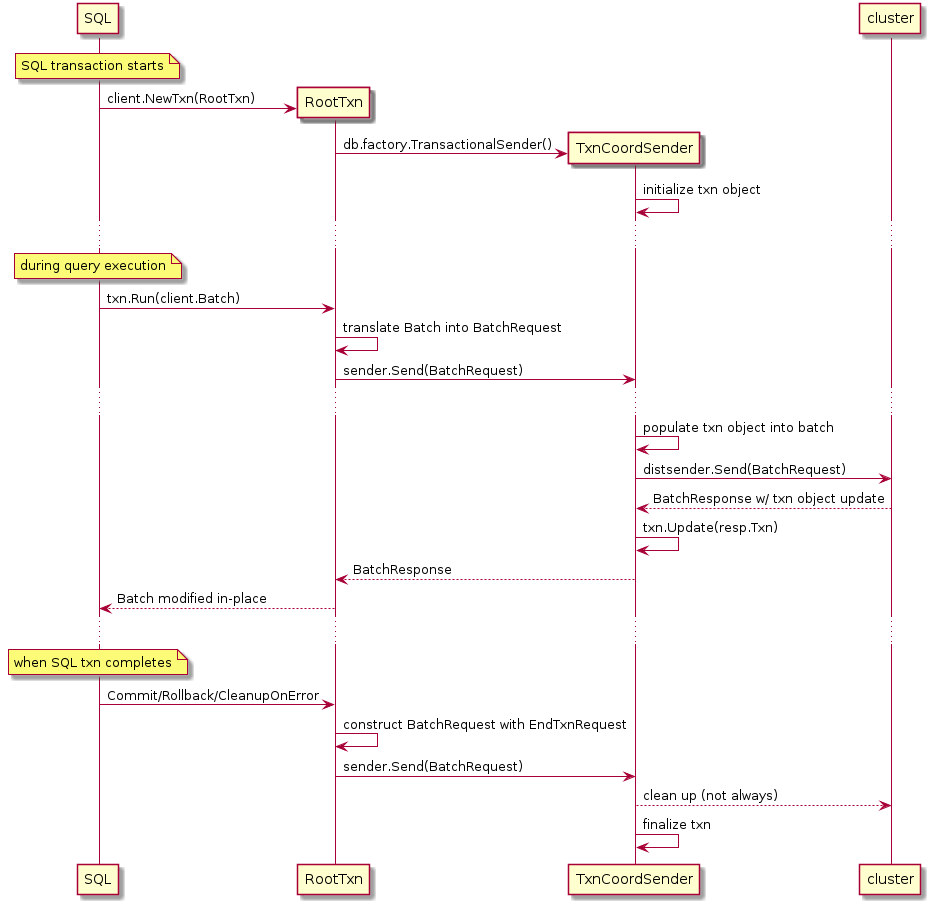 SQL
cluster
SQL transaction starts
client.NewTxn(RootTxn)
RootTxn
db.factory.TransactionalSender()
TxnCoordSender
initialize txn object
during query execution
txn.Run(client.Batch)
translate Batch into BatchRequest
sender.Send(BatchRequest)
populate txn object into batch
distsender.Send(BatchRequest)
BatchResponse w/ txn object update
txn.Update(resp.Txn)
BatchResponse
Batch modified in-place
when SQL txn completes
Commit/Rollback/CleanupOnError
construct BatchRequest with EndTxnRequest
sender.Send(BatchRequest)
clean up (not always)
finalize txn
SQL
RootTxn
TxnCoordSender
cluster